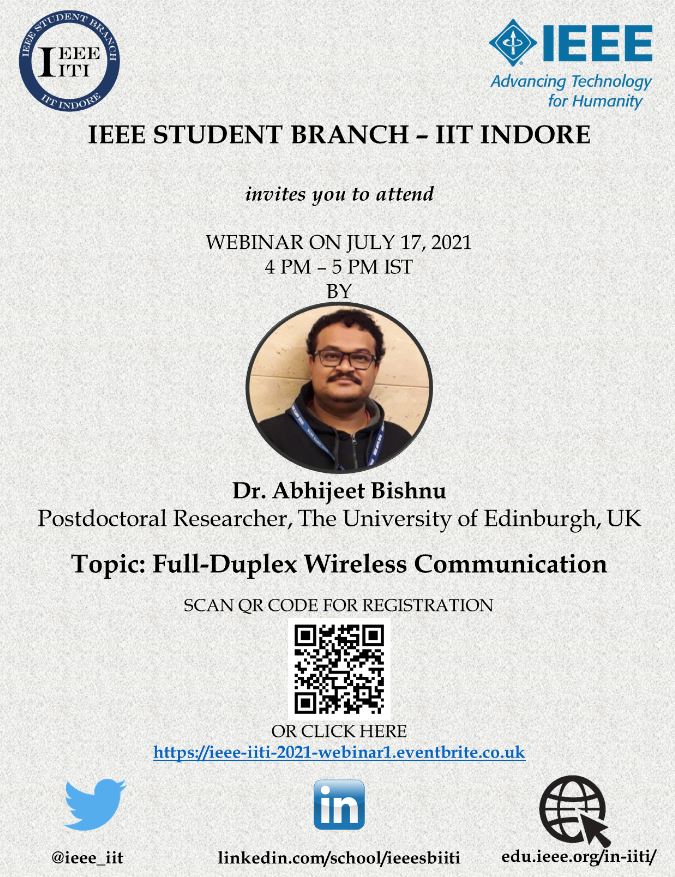 IEEE STUDENT BRANCH
IEEE
IITI
IIT INDORE
IEEE
Advancing Technology
for Humanity
IEEE STUDENT BRANCH – IIT INDORE
invites you to attend
WEBINAR ON JULY 17, 2021
4 PM – 5 PM IST
BY
Dr. Abhijeet Bishnu
Postdoctoral Researcher, The University of Edinburgh, UK
Topic: Full-Duplex Wireless Communication
SCAN QR CODE FOR REGISTRATION
OR CLICK HERE
https://ieee-iiti-2021-webinar1.eventbrite.co.uk
in
@ieee_iit
linkedin.com/school/ieeesbiiti
edu.ieee.org/in-iiti/